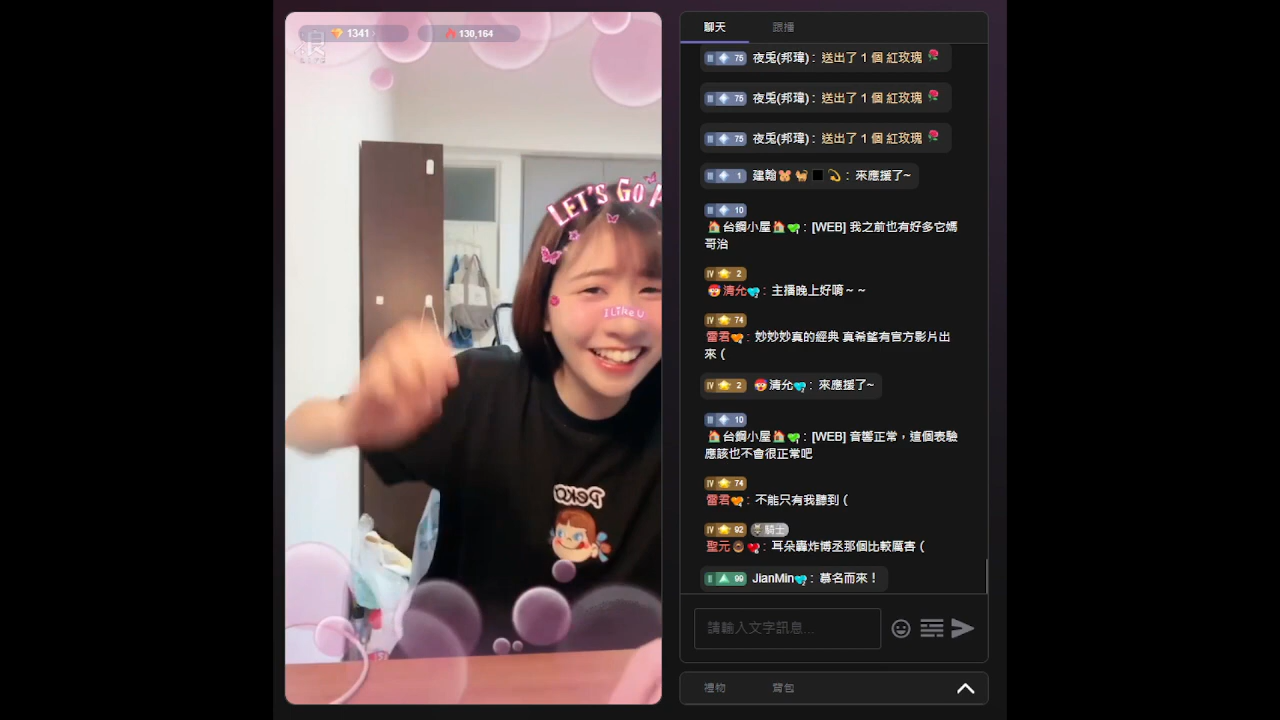 1341
130,164
浪
LIFE
LET'S GO
I Like U
Peko
聊天
跟播
III 75 夜兎(邦瑋)： 送出了 1 個 紅玫瑰
III 75 夜兎(邦瑋)： 送出了 1 個 紅玫瑰
III 75 夜兎(邦瑋)： 送出了 1 個 紅玫瑰
III 1 建翰： 來應援了~
III 10
台鋼小屋：[WEB] 我之前也有好多它媽
哥治
IV 2
清允： 主播晚上好唷～～
IV 74
雷君： 妙妙妙真的經典 真希望有官方影片出
來（
IV 2 清允： 來應援了~
III 10
台鋼小屋：[WEB] 音響正常，這個表驗
應該也不會很正常吧
IV 74
雷君： 不能只有我聽到（
IV 92 騎士
聖元： 耳朵轟炸博丞那個比較厲害（
II 99 JianMin： 慕名而來！
請輸入文字訊息...
禮物
背包